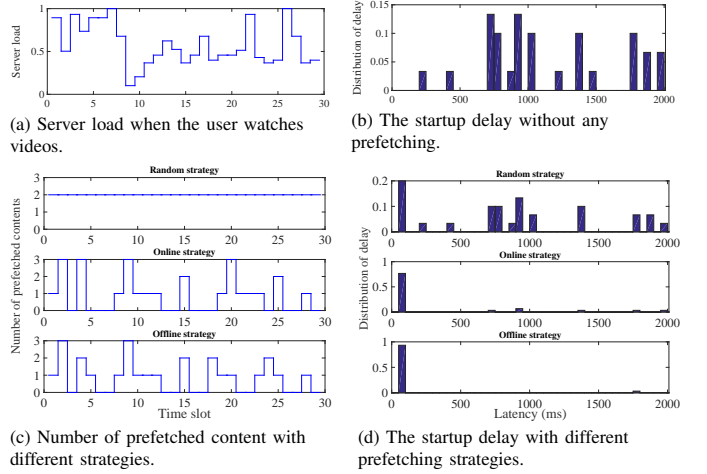 1
0.5
0
0 5 10 15 20 25 30
Server load
(a) Server load when the user watches
videos.
0.15
0.1
0.05
0
0 500 1000 1500 2000
Distribution of delay
(b) The startup delay without any
prefetching.
Random strategy
3
2
1
0
0 5 10 15 20 25 30
Online strategy
3
2
1
0
0 5 10 15 20 25 30
Offline strategy
3
2
1
0
0 5 10 15 20 25 30
Number of prefetched contents
Time slot
(c) Number of prefetched content with
different strategies.
Random strategy
0.2
0.1
0
0 500 1000 1500 2000
Online strategy
1
0.5
0
0 500 1000 1500 2000
Offline strategy
1
0.5
0
0 500 1000 1500 2000
Distribution of delay
Latency (ms)
(d) The startup delay with different
prefetching strategies.